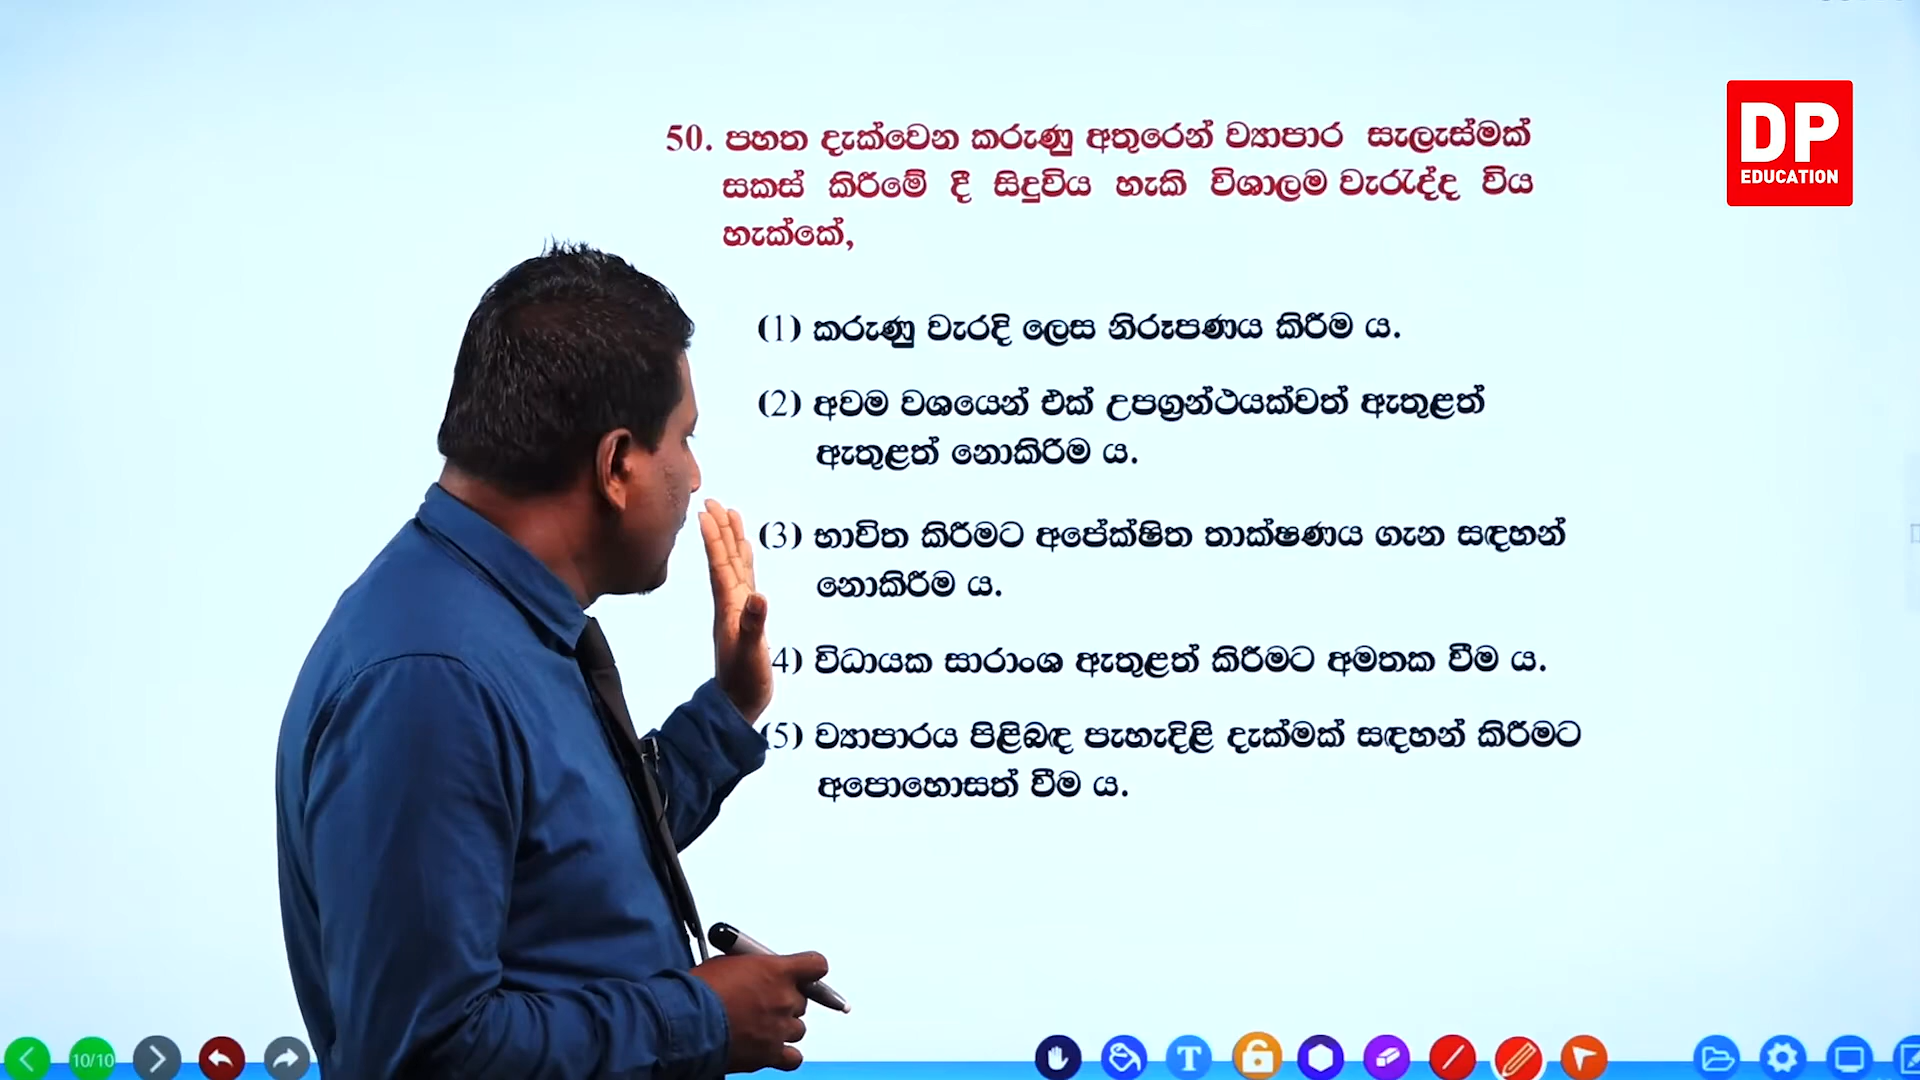 DP
EDUCATION
50. පහත දැක්වෙන කරුණු අතුරෙන් ව්‍යාපාර සැලැස්මක්
සකස් කිරීමේ දී සිදුවිය හැකි විශාලම වැරැද්ද විය
හැක්කේ,
(1) කරුණු වැරදි ලෙස නිරූපණය කිරීම ය.
(2) අවම වශයෙන් එක් උපග්‍රන්ථයක්වත් ඇතුළත්
ඇතුළත් නොකිරීම ය.
(3) භාවිත කිරීමට අපේක්ෂිත තාක්ෂණය ගැන සඳහන්
නොකිරීම ය.
4) විධායක සාරාංශ ඇතුළත් කිරීමට අමතක වීම ය.
(5) ව්‍යාපාරය පිළිබඳ පැහැදිළි දැක්මක් සඳහන් කිරීමට
අපොහොසත් වීම ය.
10/10